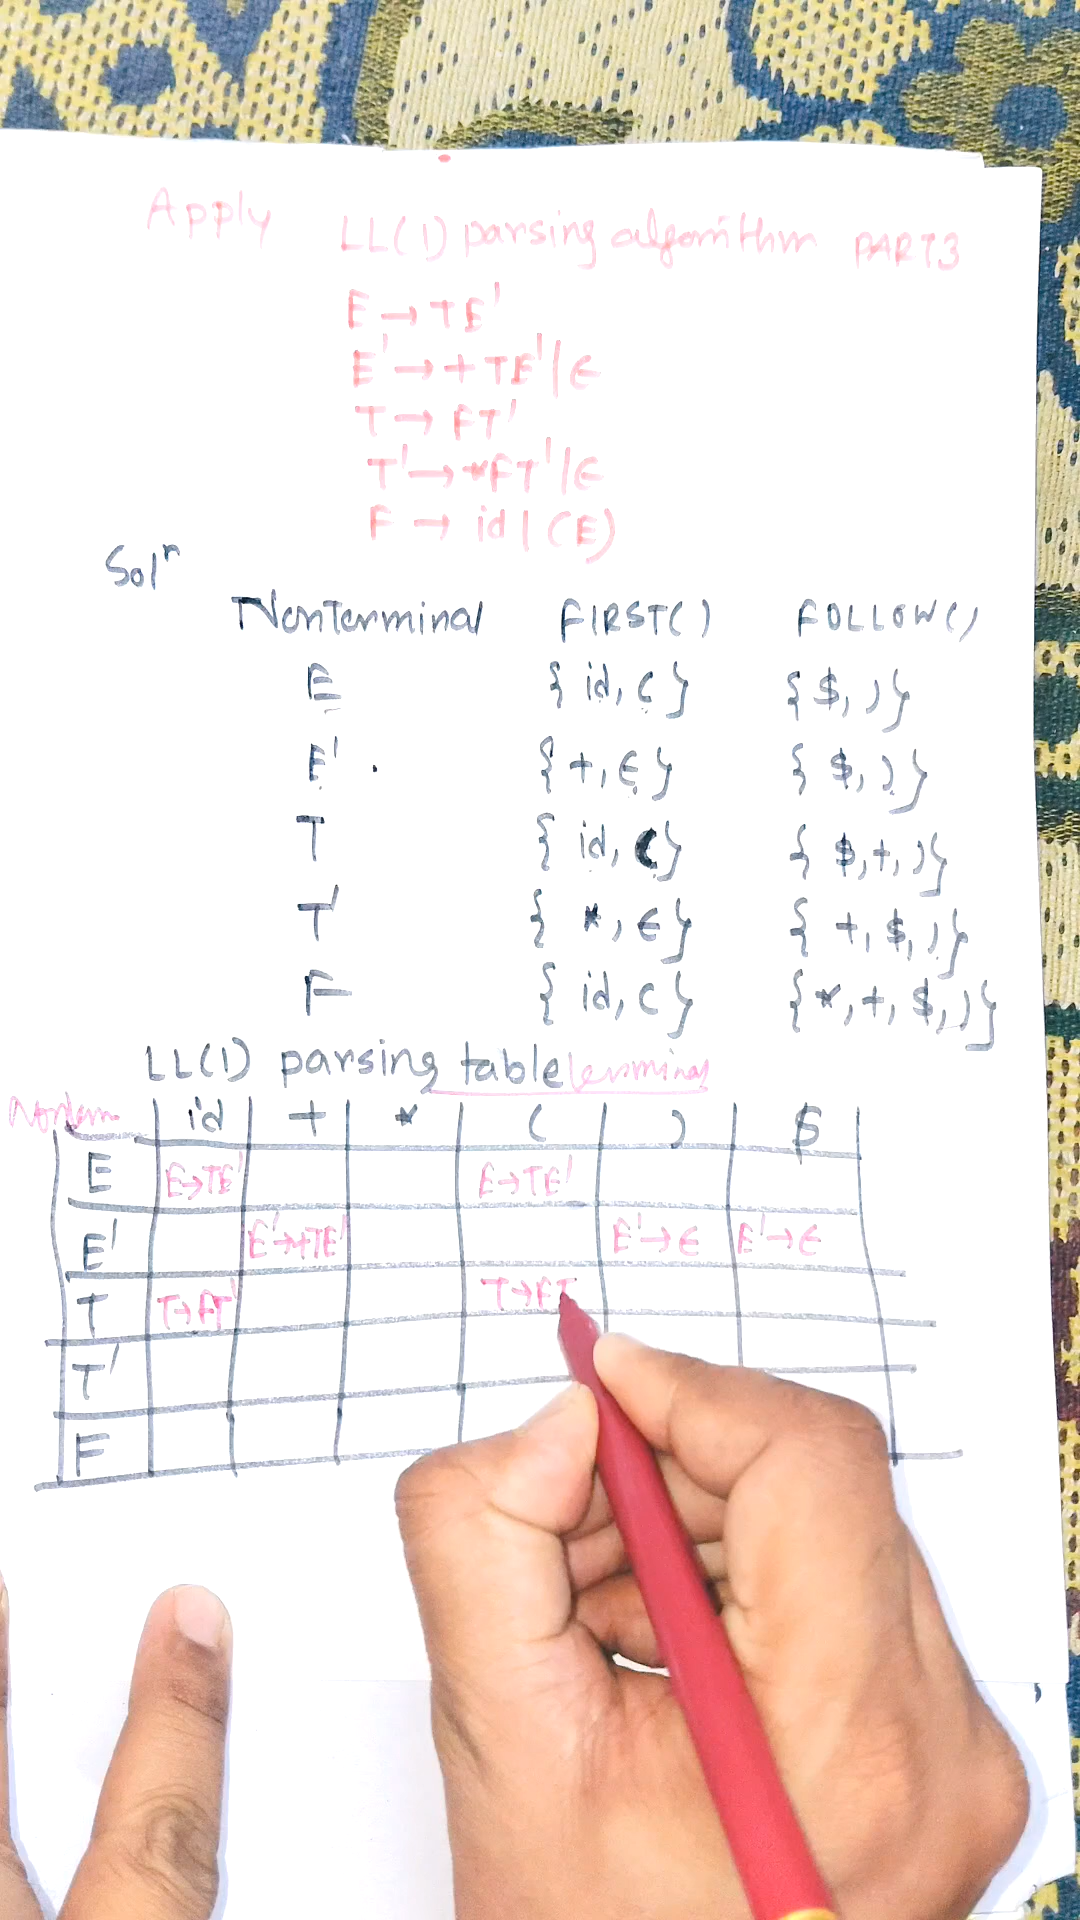 Apply LL(1) parsing algorithm PART3
E → TE'
E' → +TE'|ϵ
T → FT'
T' → *FT'|ϵ
F → id|(E)
Solⁿ
NonTerminal FIRST() FOLLOW()
E { id, ( } { $, ) }
E' { +, ϵ } { $, ) }
T { id, ( } { $, +, ) }
T' { *, ϵ } { +, $, ) }
F { id, ( } { *, +, $, ) }
LL(1) parsing table terminas
Nonterm id + * ( ) $
E E→TE' E→TE'
E' E'→+TE' E'→ϵ E'→ϵ
T T→FT' T→FT
T'
F